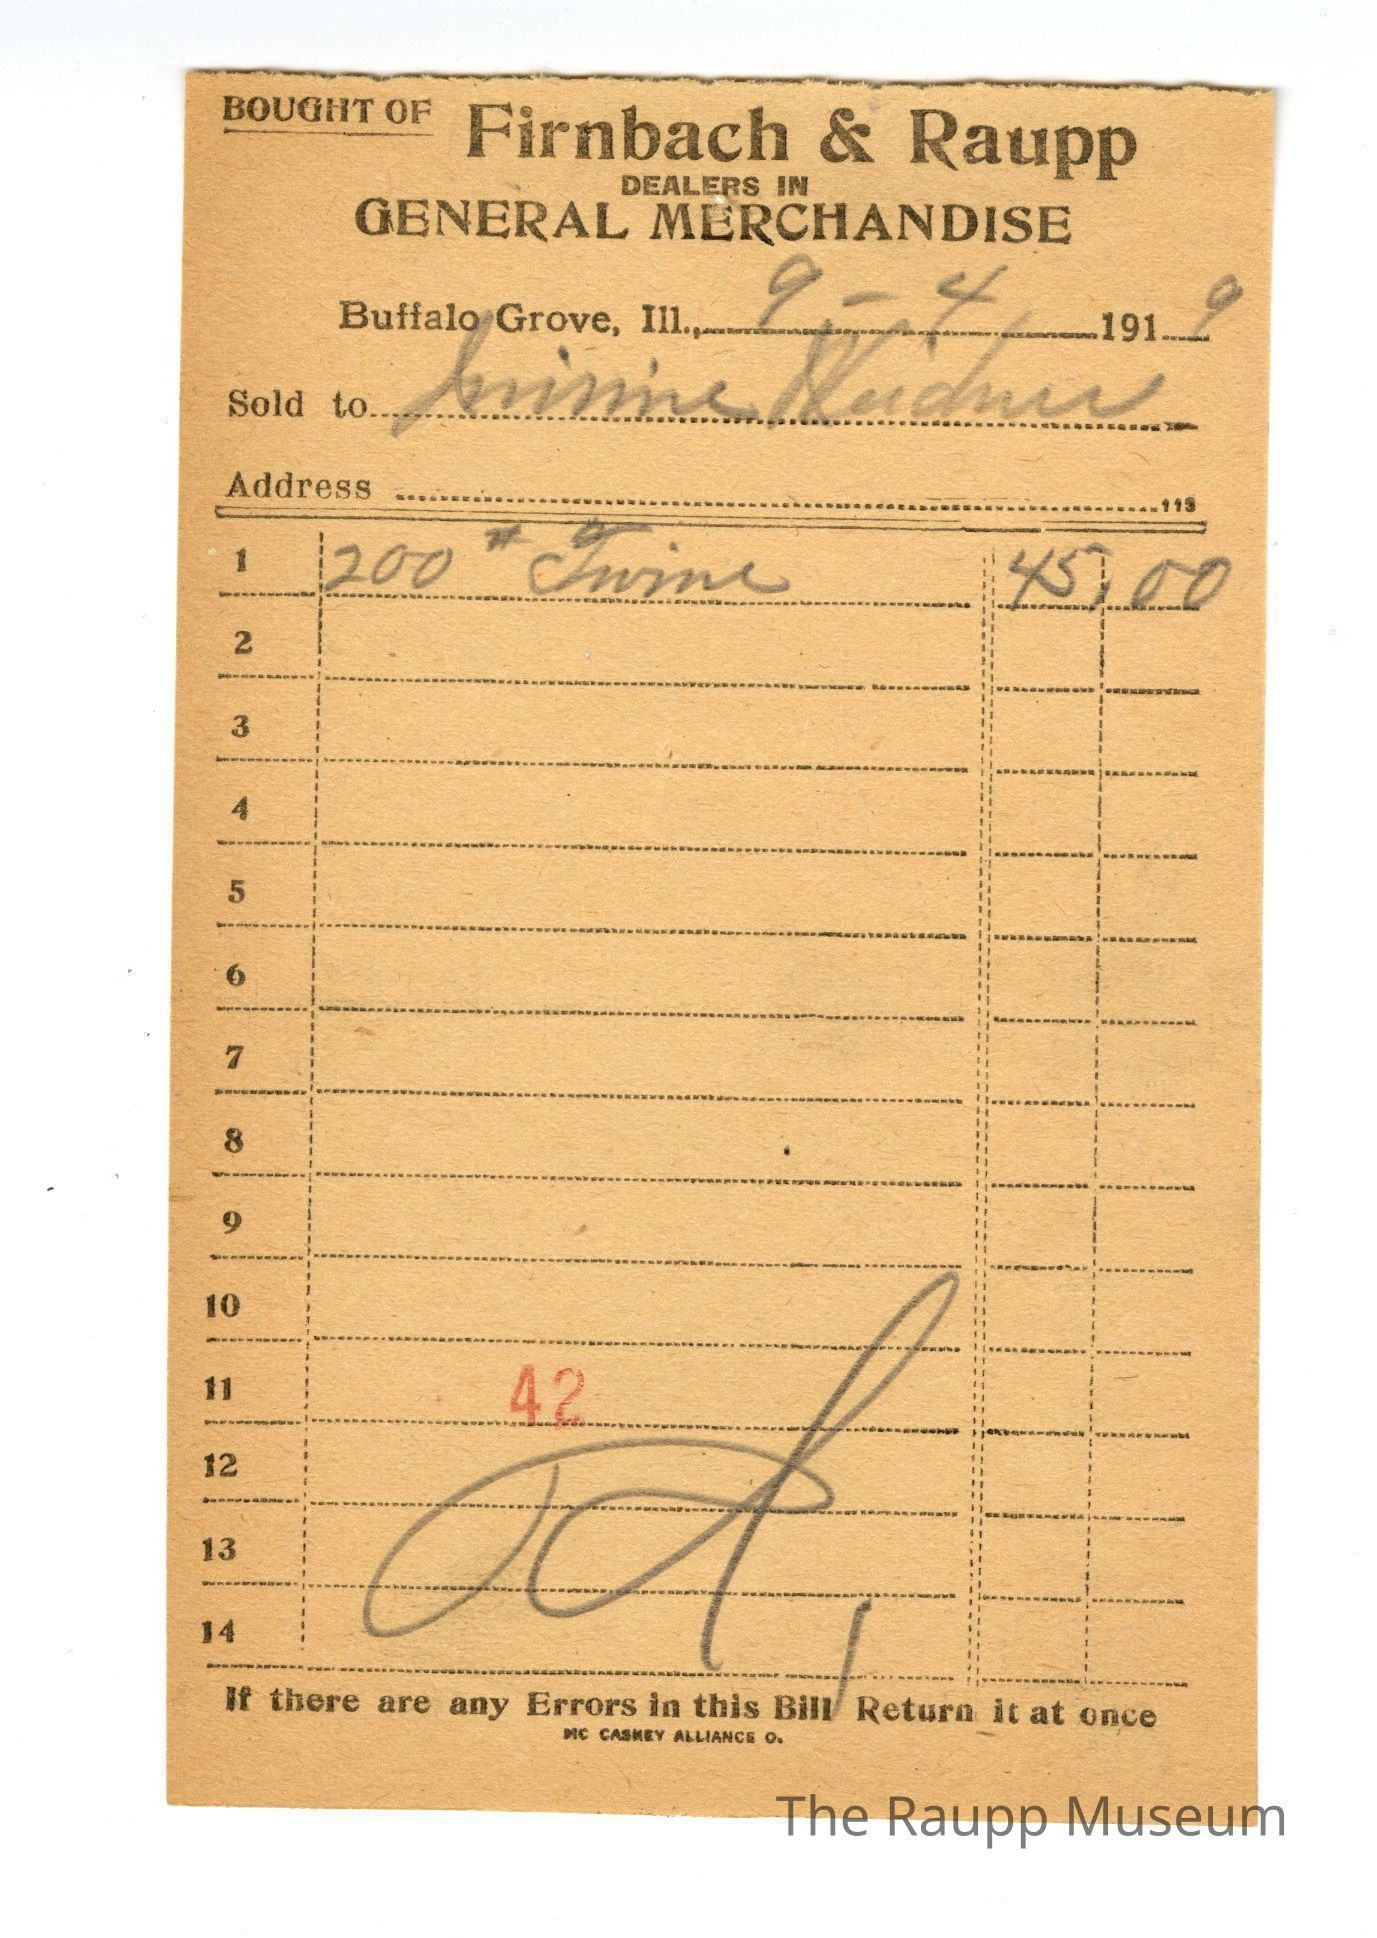 BOUGHT OF Firnbach & Raupp
DEALERS IN
GENERAL MERCHANDISE
Buffalo Grove, Ill., 9 - 4 1919
Sold to Weidner
Address 113
1 200 # Twine 45,00
2
3
4
5
6
7
8
9
10
11 42
12
13
14
If there are any Errors in this Bill Return it at once
MC CASKEY ALLIANCE O.
The Raupp Museum